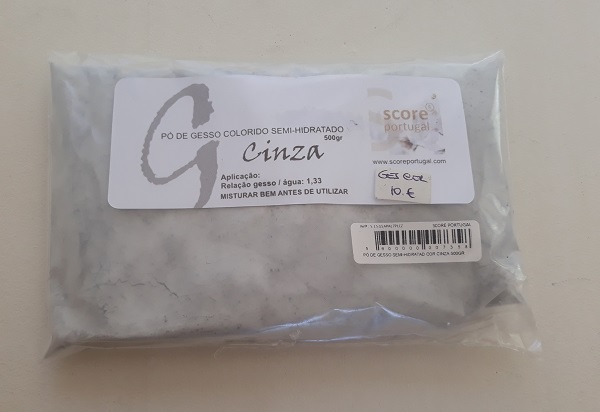 G
PÓ DE GESSO COLORIDO SEMI-HIDRATADO
500gr
Cinza
Aplicação:
Relação gesso / água: 1,33
MISTURAR BEM ANTES DE UTILIZAR
score
portugal
www.scoreportugal.com
10.€
SCORE PORTUGAL
PÓ DE GESSO SEMI-HIDRATAD COR CINZA-500GR